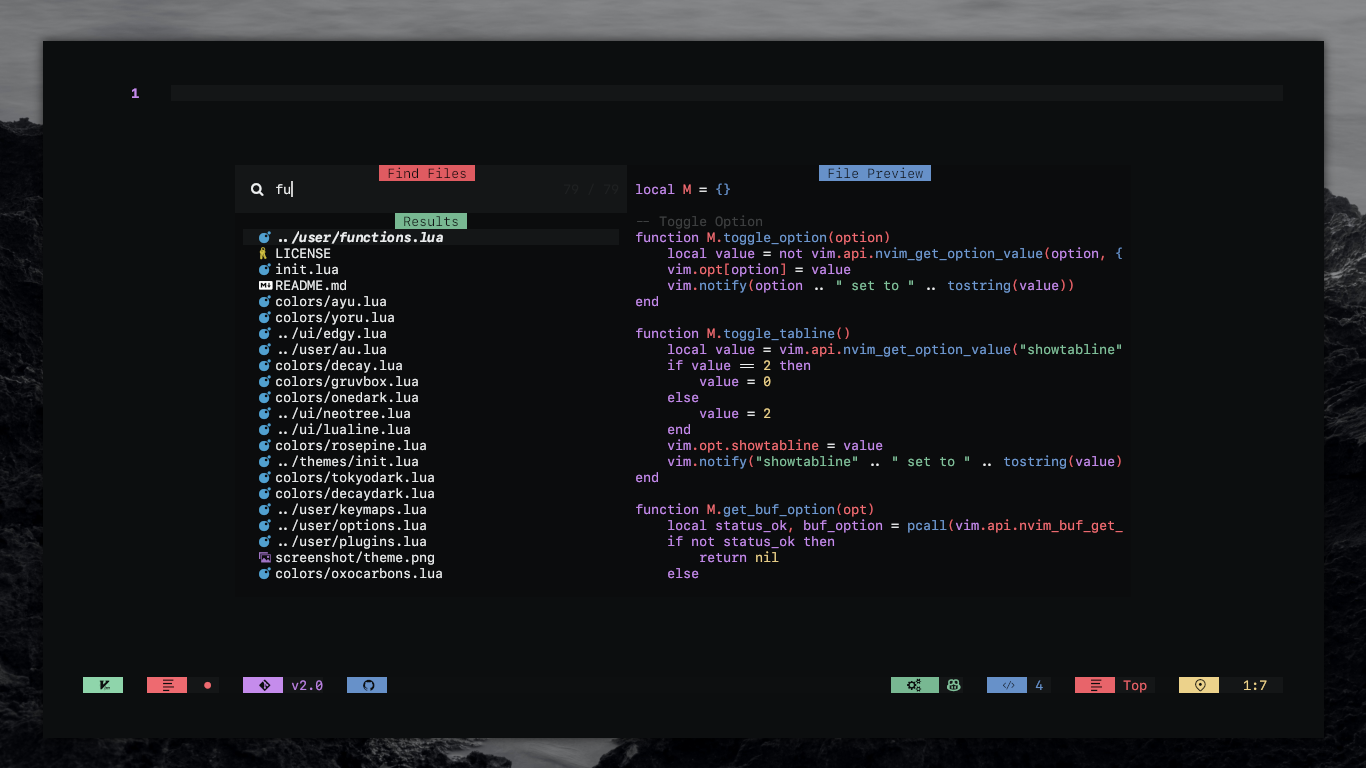 1
Find Files
fu
79 / 79
Results
../user/functions.lua
LICENSE
init.lua
README.md
colors/ayu.lua
colors/yoru.lua
../ui/edgy.lua
../user/au.lua
colors/decay.lua
colors/gruvbox.lua
colors/onedark.lua
../ui/neotree.lua
../ui/lualine.lua
colors/rosepine.lua
../themes/init.lua
colors/tokyodark.lua
colors/decaydark.lua
../user/keymaps.lua
../user/options.lua
../user/plugins.lua
screenshot/theme.png
colors/oxocarbons.lua
File Preview
local M = {}
-- Toggle Option
function M.toggle_option(option)
local value = not vim.api.nvim_get_option_value(option, {
vim.opt[option] = value
vim.notify(option .. " set to " .. tostring(value))
end
function M.toggle_tabline()
local value = vim.api.nvim_get_option_value("showtabline"
if value == 2 then
value = 0
else
value = 2
end
vim.opt.showtabline = value
vim.notify("showtabline" .. " set to " .. tostring(value)
end
function M.get_buf_option(opt)
local status_ok, buf_option = pcall(vim.api.nvim_buf_get_
if not status_ok then
return nil
else
v2.0
</> 4
Top
1:7